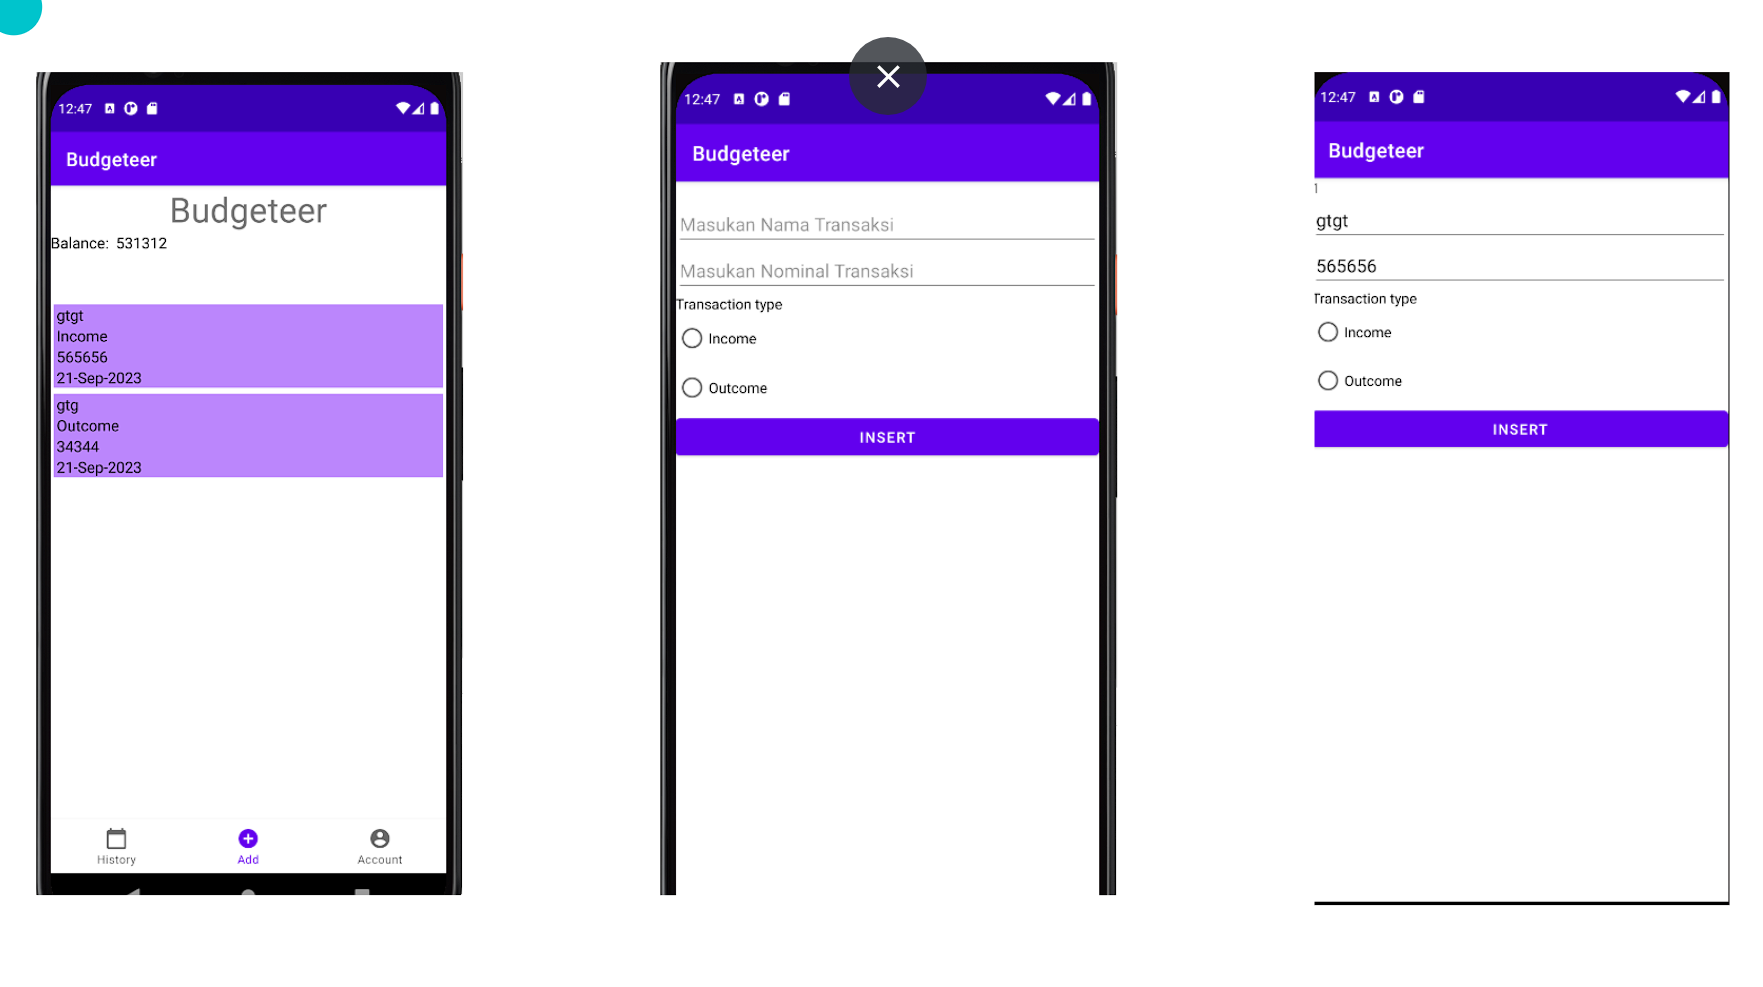 12:47
Budgeteer
Budgeteer
Balance: 531312
gtgt
Income
565656
21-Sep-2023
gtg
Outcome
34344
21-Sep-2023
History
Add
Account
12:47
Budgeteer
Masukan Nama Transaksi
Masukan Nominal Transaksi
Transaction type
Income
Outcome
INSERT
12:47
Budgeteer
1
gtgt
565656
Transaction type
Income
Outcome
INSERT